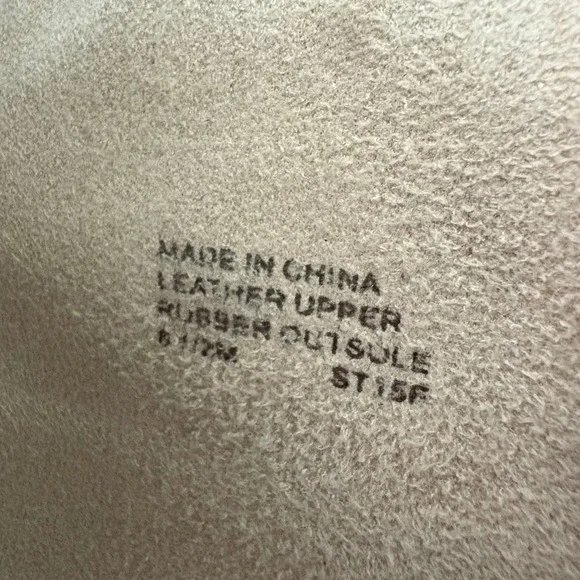 MADE IN CHINA
LEATHER UPPER
RUBBER OUTSOLE
ST15F